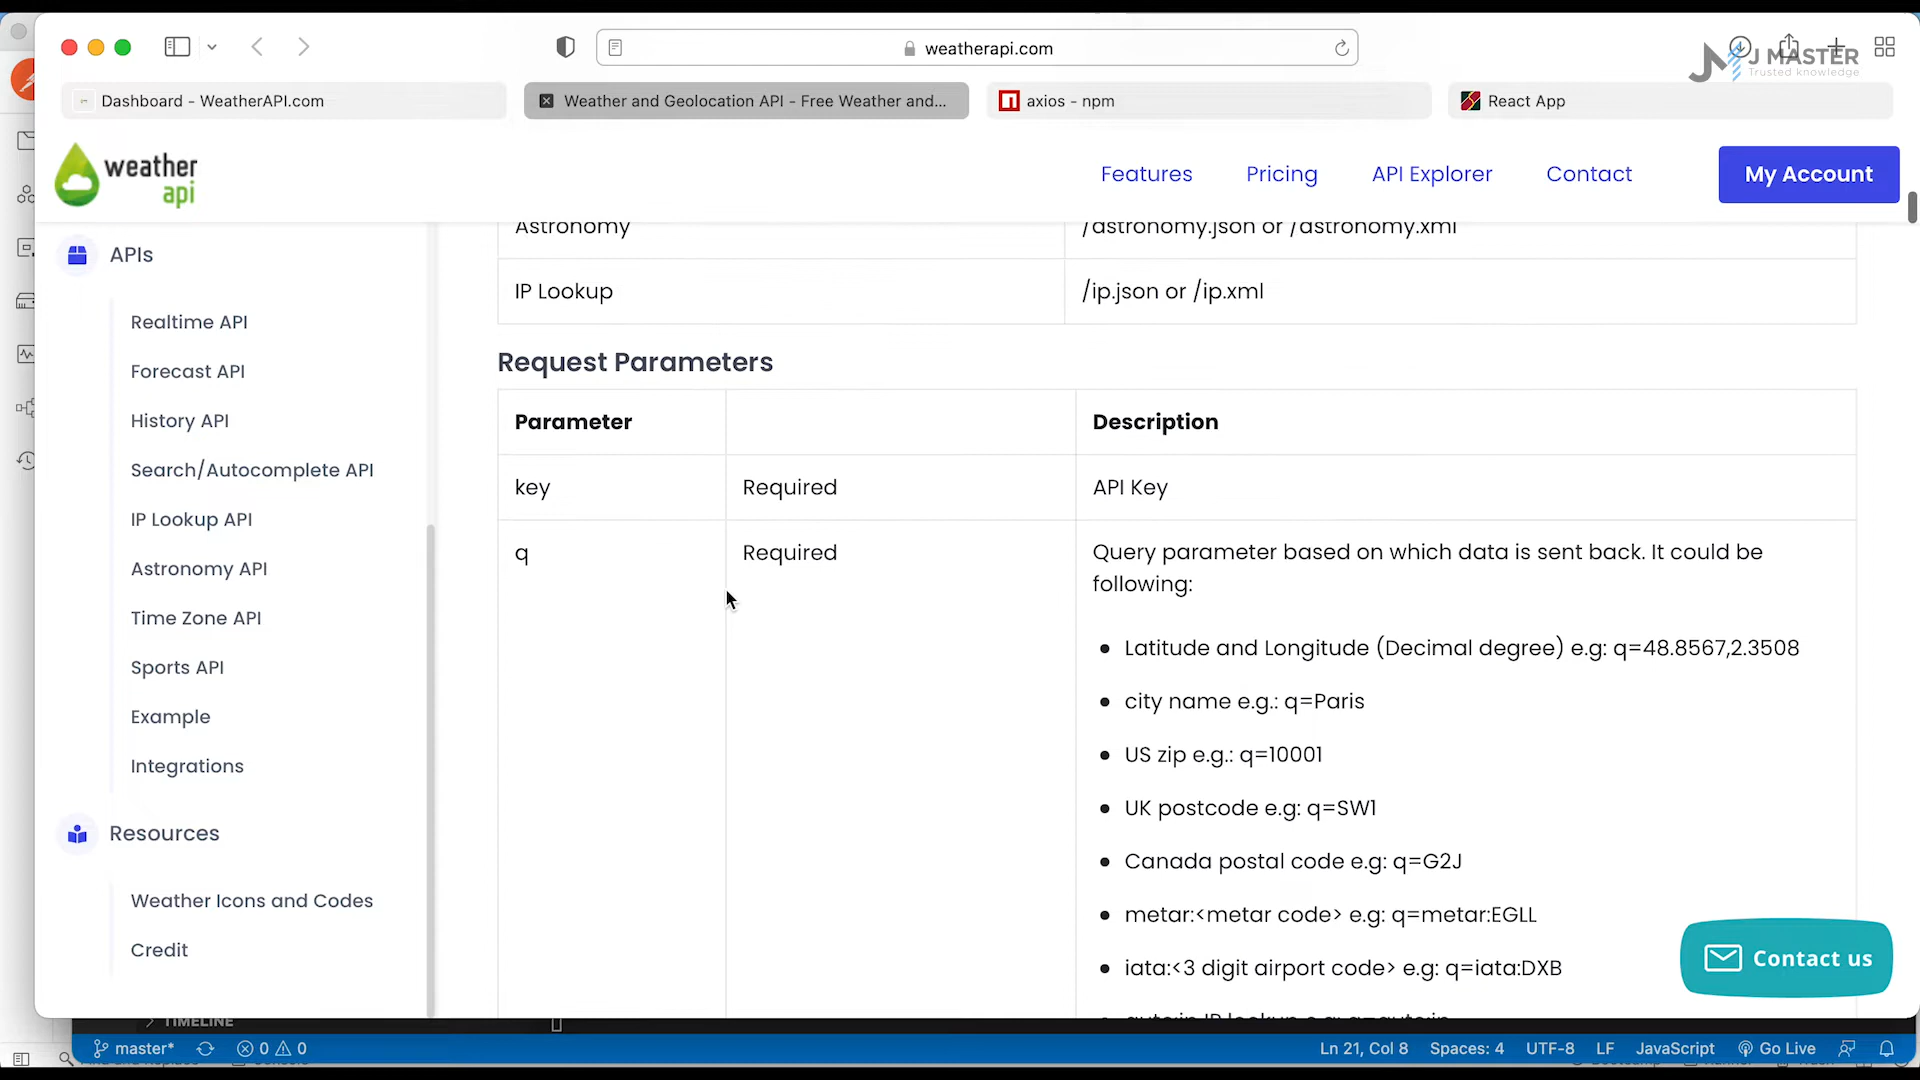 weatherapi.com
J MASTER
Trusted knowledge
Dashboard - WeatherAPI.com
Weather and Geolocation API - Free Weather and...
axios - npm
React App
weather
api
Features
Pricing
API Explorer
Contact
My Account
APIs
Realtime API
Forecast API
History API
Search/Autocomplete API
IP Lookup API
Astronomy API
Time Zone API
Sports API
Example
Integrations
Resources
Weather Icons and Codes
Credit
Astronomy
/astronomy.json or /astronomy.xml
IP Lookup
/ip.json or /ip.xml
Request Parameters
Parameter
Description
key
Required
API Key
q
Required
Query parameter based on which data is sent back. It could be
following:
Latitude and Longitude (Decimal degree) e.g: q=48.8567,2.3508
city name e.g.: q=Paris
US zip e.g.: q=10001
UK postcode e.g: q=SW1
Canada postal code e.g: q=G2J
metar:<metar code> e.g: q=metar:EGLL
iata:<3 digit airport code> e.g: q=iata:DXB
auto:ip IP lookup e.g: q=auto:ip
Contact us
TIMELINE
master*
0
0
Ln 21, Col 8
Spaces: 4
UTF-8
LF
JavaScript
Go Live